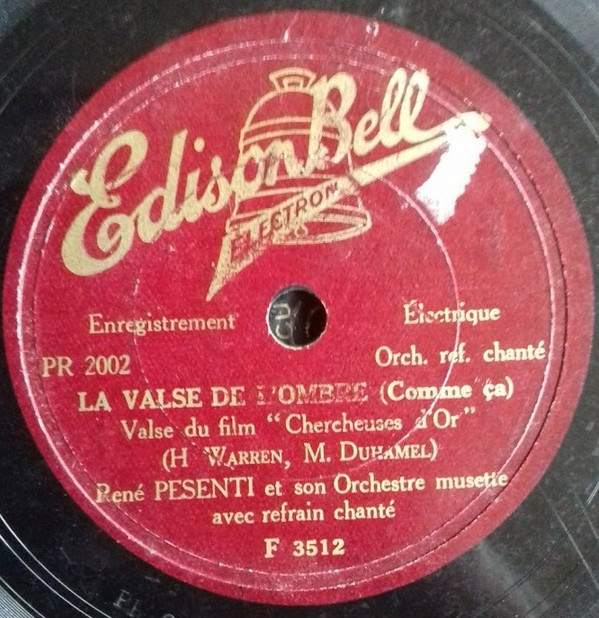 Edison Bell
ELECTRON
Enregistrement Électrique
PR 2002 Orch. ref. chanté
LA VALSE DE L'OMBRE (Comme ça)
Valse du film "Chercheuses d'Or"
(H WARREN, M. DUHAMEL)
René PESENTI et son Orchestre musette
avec refrain chanté
F 3512